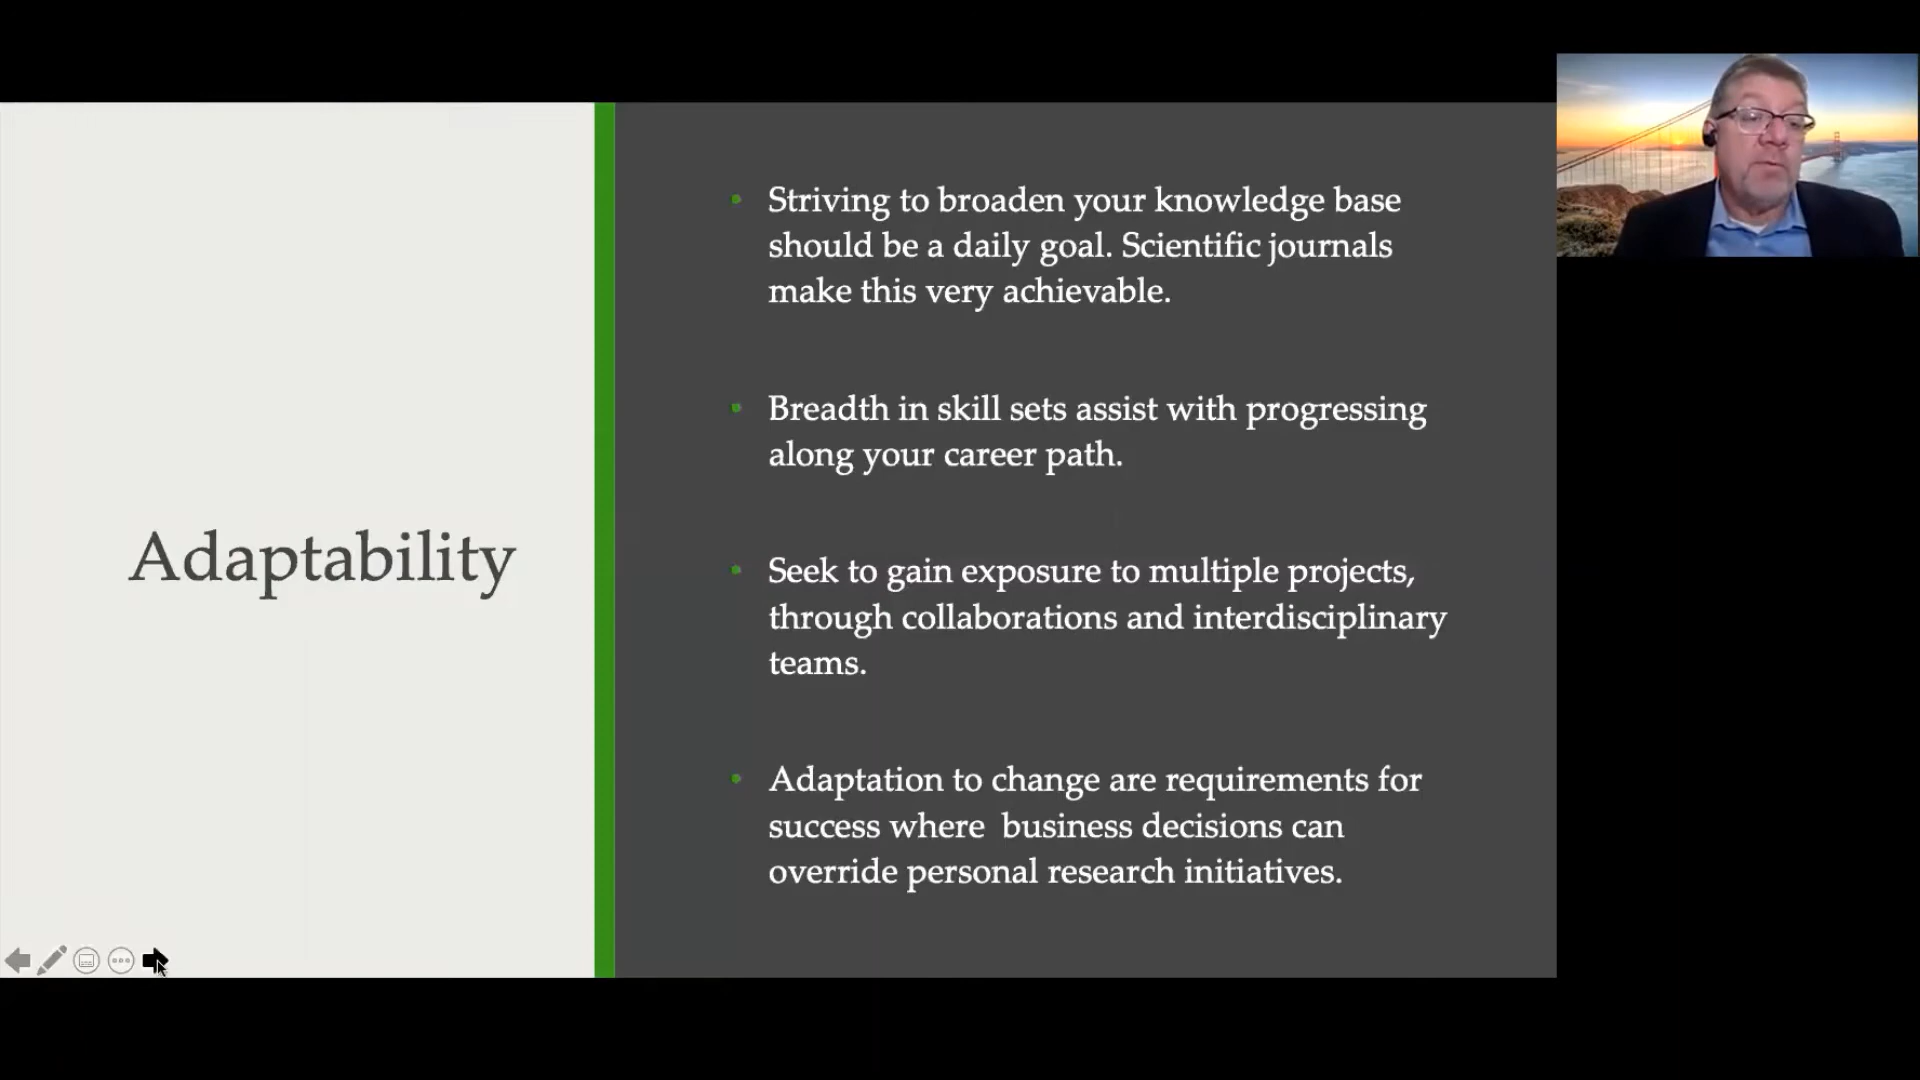 Adaptability
Striving to broaden your knowledge base
should be a daily goal. Scientific journals
make this very achievable.
Breadth in skill sets assist with progressing
along your career path.
Seek to gain exposure to multiple projects,
through collaborations and interdisciplinary
teams.
Adaptation to change are requirements for
success where  business decisions can
override personal research initiatives.